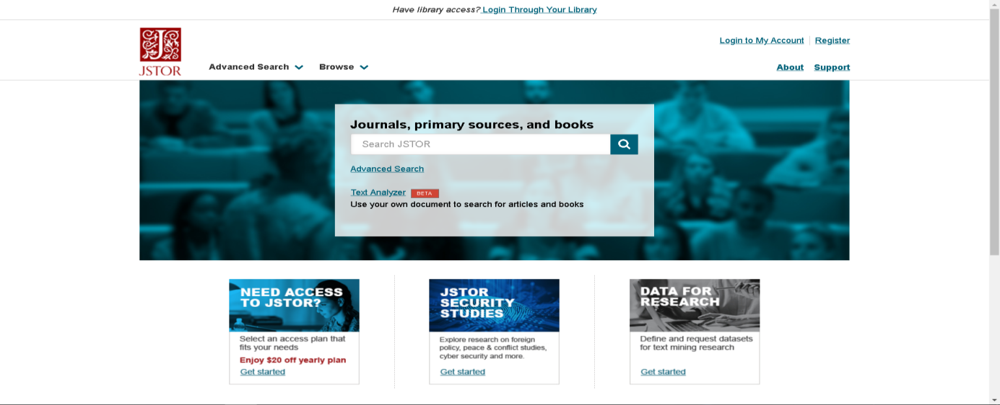 Have library access? Login Through Your Library
JSTOR
Login to My Account
Register
Advanced Search
Browse
About
Support
Journals, primary sources, and books
Search JSTOR
Advanced Search
Text Analyzer BETA
Use your own document to search for articles and books
NEED ACCESS
TO JSTOR?
Select an access plan that
fits your needs
Enjoy $20 off yearly plan
Get started
JSTOR
SECURITY
STUDIES
Explore research on foreign
policy, peace & conflict studies,
cyber security and more.
Get started
DATA FOR
RESEARCH
Define and request datasets
for text mining research
Get started